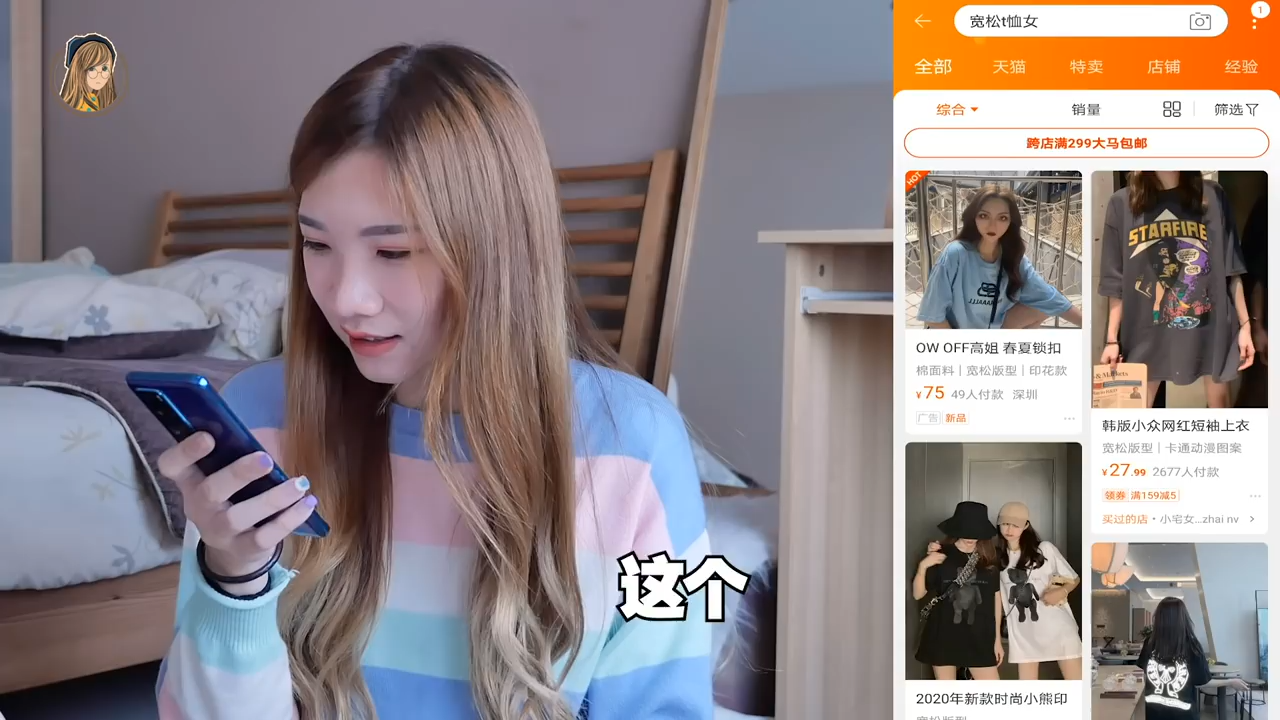 这个
宽松t恤女
1
全部 天猫 特卖 店铺 经验
综合 销量 筛选
跨店满299大马包邮
HOT
OW OFF高姐 春夏锁扣
棉面料 | 宽松版型 | 印花款
¥75 49人付款 深圳
广告 新品
2020年新款时尚小熊印
宽松版型
STARFIRE
韩版小众网红短袖上衣
宽松版型 | 卡通动漫图案
¥27.99 2677人付款
领券 满159减5
买过的店 · 小宅女...zhai nv